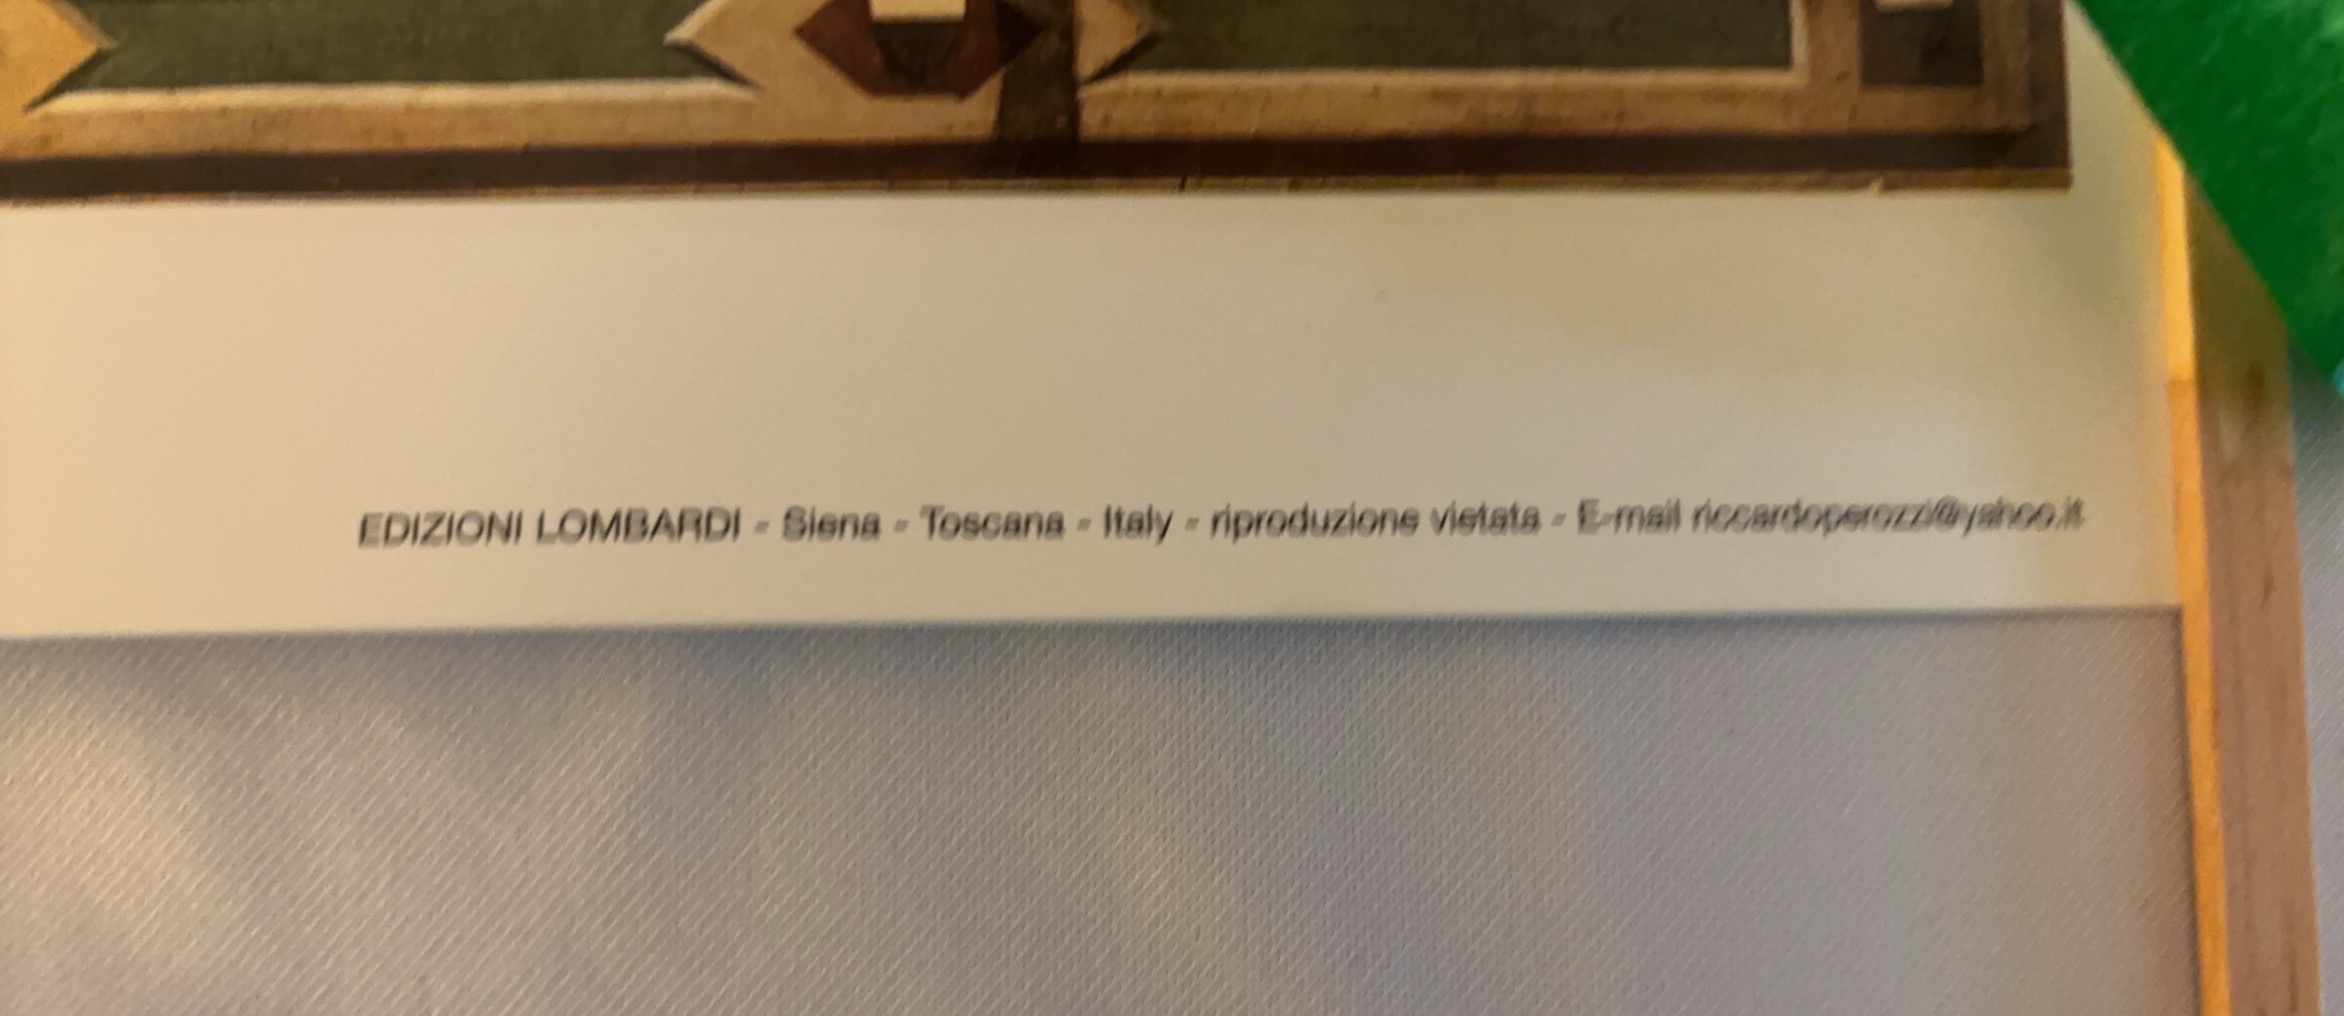 EDIZIONI LOMBARDI - Siena - Toscana - Italy - riproduzione vietata - E-mail riccardoperozzi@yahoo.it